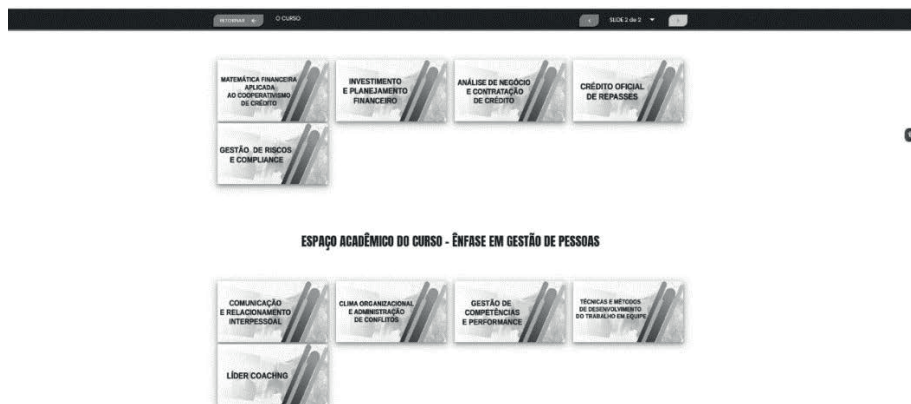 RETORNAR
O CURSO
SLIDE 2 de 2
MATEMÁTICA FINANCEIRA
APLICADA
AO COOPERATIVISMO
DE CRÉDITO
INVESTIMENTO
E PLANEJAMENTO
FINANCEIRO
ANÁLISE DE NEGÓCIO
E CONTRATAÇÃO
DE CRÉDITO
CRÉDITO OFICIAL
DE REPASSES
GESTÃO DE RISCOS
E COMPLIANCE
ESPAÇO ACADÊMICO DO CURSO - ÊNFASE EM GESTÃO DE PESSOAS
COMUNICAÇÃO
E RELACIONAMENTO
INTERPESSOAL
CLIMA ORGANIZACIONAL
E ADMINISTRAÇÃO
DE CONFLITOS
GESTÃO DE
COMPETÊNCIAS
E PERFORMANCE
TÉCNICAS E MÉTODOS
DE DESENVOLVIMENTO
DO TRABALHO EM EQUIPE
LÍDER COACHNG